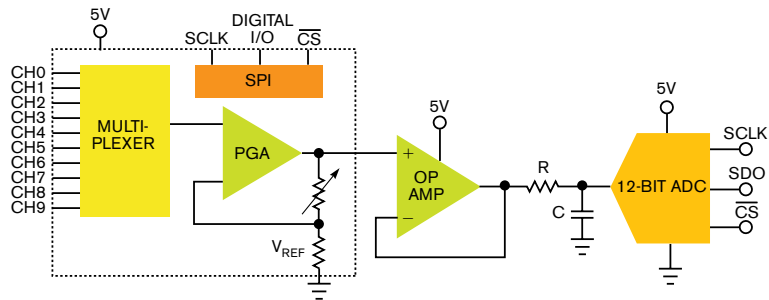 5V
SCLK
DIGITAL
I/O
CS
SPI
CH0
CH1
CH2
CH3
CH4
CH5
CH6
CH7
CH8
CH9
MULTI-
PLEXER
PGA
VREF
5V
+
OP
AMP
−
R
C
5V
12-BIT ADC
SCLK
SDO
CS